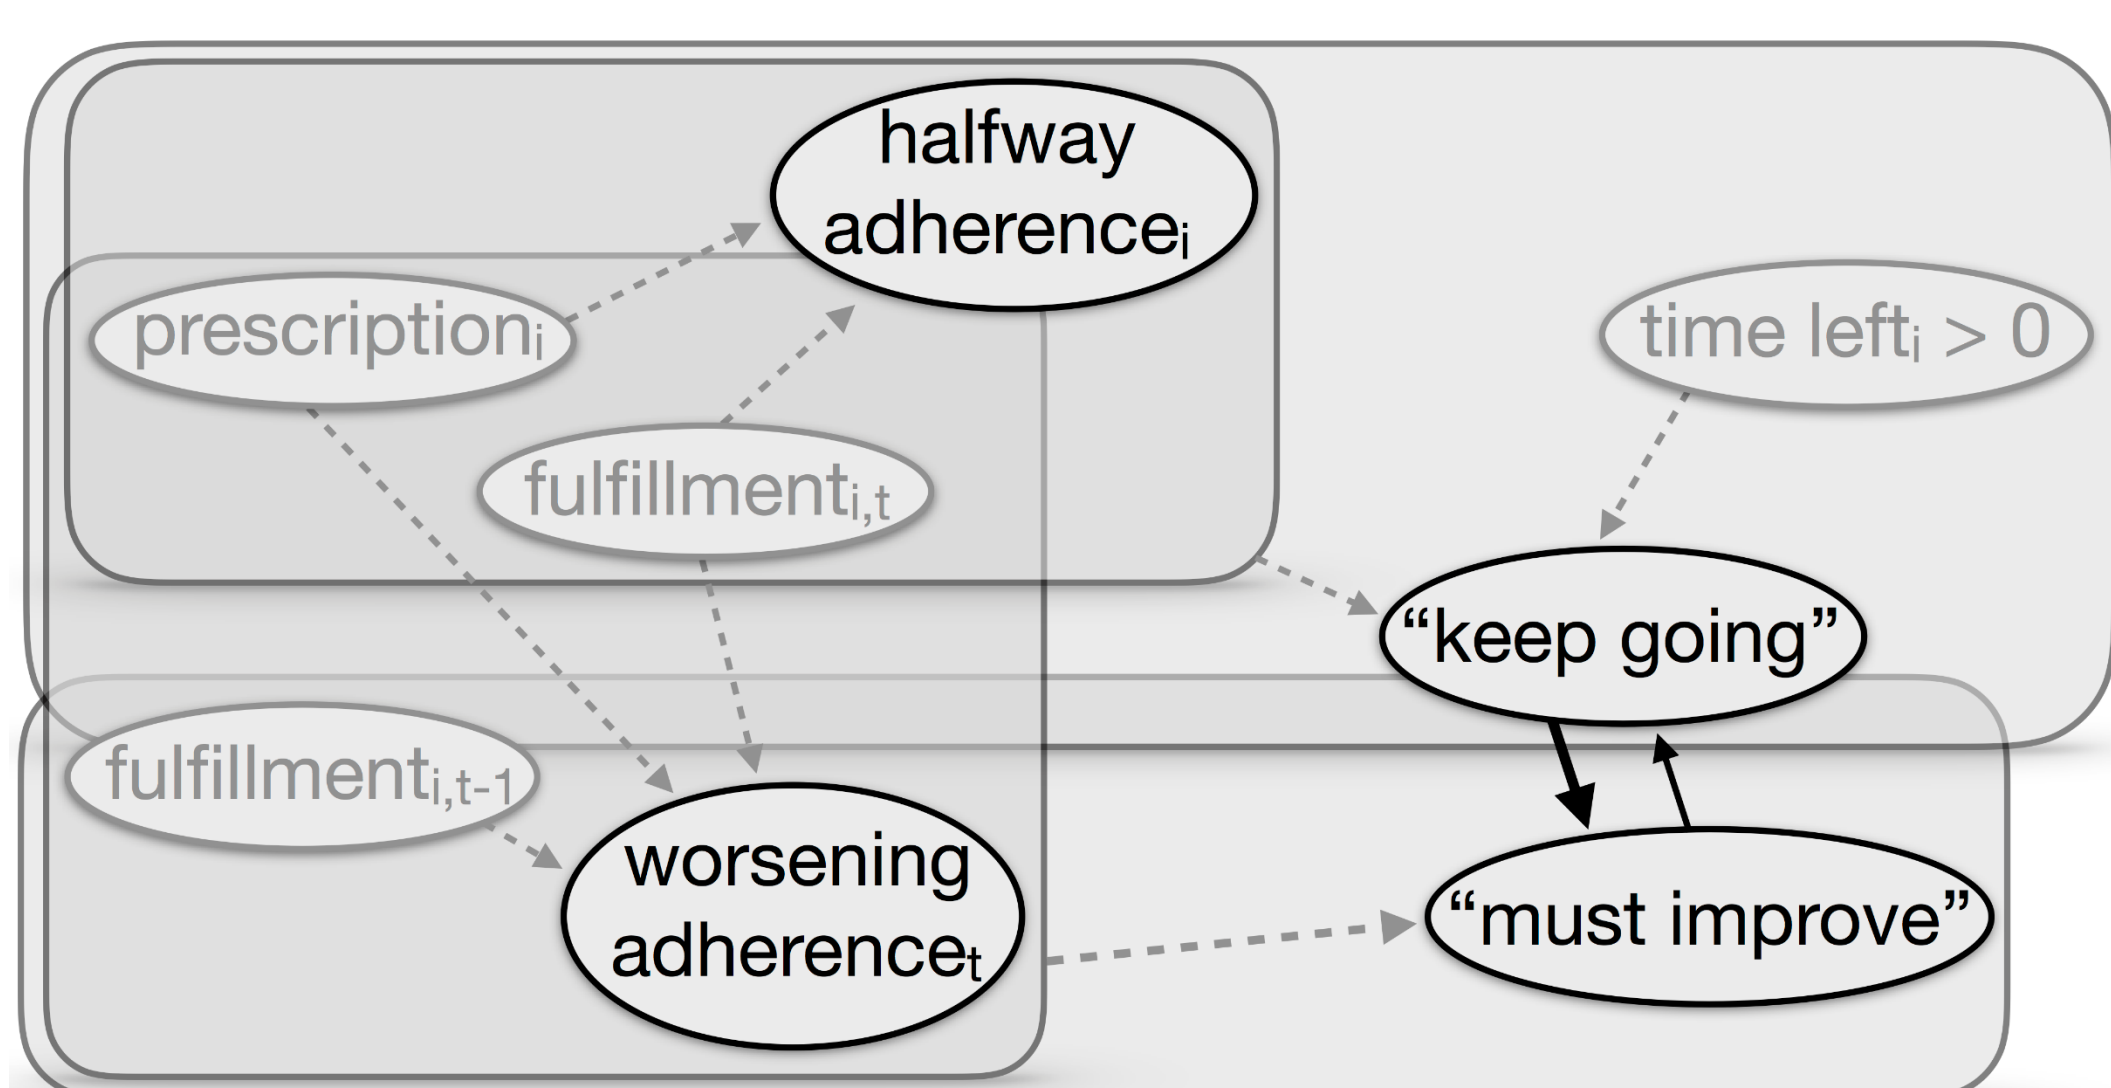 halfway
adherenceᵢ
prescriptionᵢ
time leftᵢ > 0
fulfillmentᵢ,ₜ
“keep going”
fulfillmentᵢ,ₜ₋₁
worsening
adherenceₜ
“must improve”